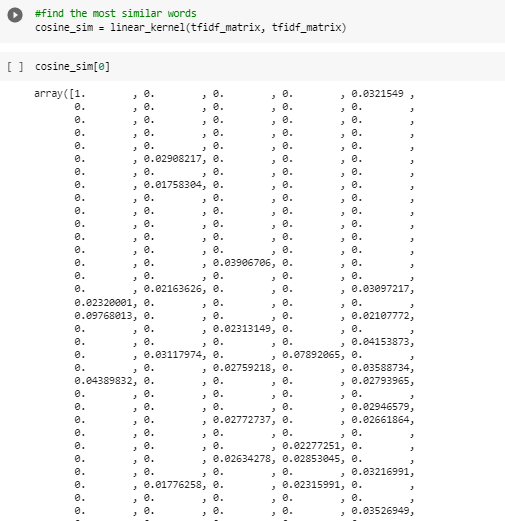 #find the most similar words
cosine_sim = linear_kernel(tfidf_matrix, tfidf_matrix)
[ ] cosine_sim[0]
array([1.        , 0.        , 0.        , 0.        , 0.0321549 ,
0.        , 0.        , 0.        , 0.        , 0.        ,
0.        , 0.        , 0.        , 0.        , 0.        ,
0.        , 0.        , 0.        , 0.        , 0.        ,
0.        , 0.        , 0.        , 0.        , 0.        ,
0.        , 0.02908217, 0.        , 0.        , 0.        ,
0.        , 0.        , 0.        , 0.        , 0.        ,
0.        , 0.01758304, 0.        , 0.        , 0.        ,
0.        , 0.        , 0.        , 0.        , 0.        ,
0.        , 0.        , 0.        , 0.        , 0.        ,
0.        , 0.        , 0.        , 0.        , 0.        ,
0.        , 0.        , 0.        , 0.        , 0.        ,
0.        , 0.        , 0.        , 0.        , 0.        ,
0.        , 0.        , 0.03906706, 0.        , 0.        ,
0.        , 0.        , 0.        , 0.        , 0.        ,
0.        , 0.02163626, 0.        , 0.        , 0.03097217,
0.02320001, 0.        , 0.        , 0.        , 0.        ,
0.09768013, 0.        , 0.        , 0.        , 0.02107772,
0.        , 0.        , 0.02313149, 0.        , 0.        ,
0.        , 0.        , 0.        , 0.        , 0.04153873,
0.        , 0.03117974, 0.        , 0.07892065, 0.        ,
0.        , 0.        , 0.02759218, 0.        , 0.03588734,
0.04389832, 0.        , 0.        , 0.        , 0.02793965,
0.        , 0.        , 0.        , 0.        , 0.        ,
0.        , 0.        , 0.        , 0.        , 0.02946579,
0.        , 0.        , 0.02772737, 0.        , 0.02661864,
0.        , 0.        , 0.        , 0.        , 0.        ,
0.        , 0.        , 0.        , 0.02277251, 0.        ,
0.        , 0.        , 0.02634278, 0.02853045, 0.        ,
0.        , 0.        , 0.        , 0.        , 0.03216991,
0.        , 0.01776258, 0.        , 0.02315991, 0.        ,
0.        , 0.        , 0.        , 0.        , 0.        ,
0.        , 0.        , 0.        , 0.        , 0.03526949,